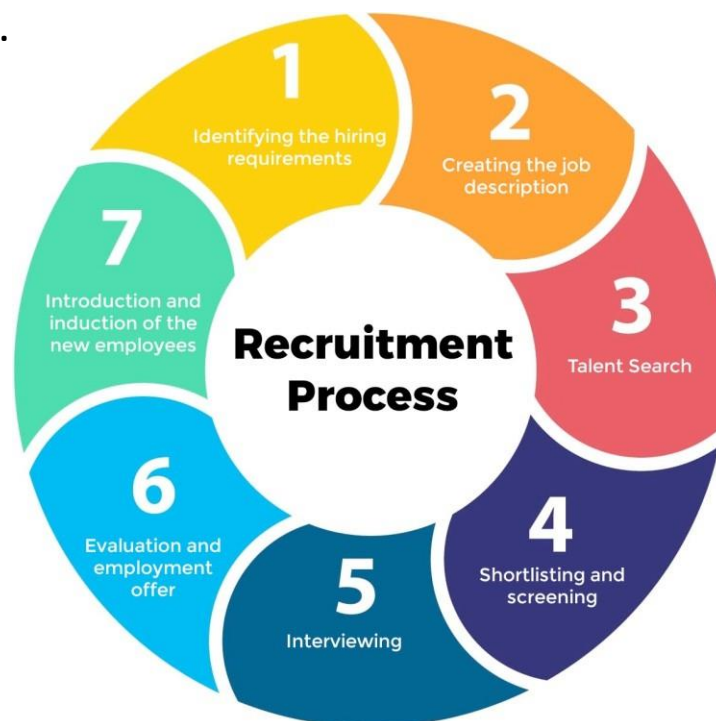 .
1
Identifying the hiring
requirements
2
Creating the job
description
3
Talent Search
4
Shortlisting and
screening
5
Interviewing
6
Evaluation and
employment
offer
7
Introduction and
induction of the
new employees
Recruitment
Process